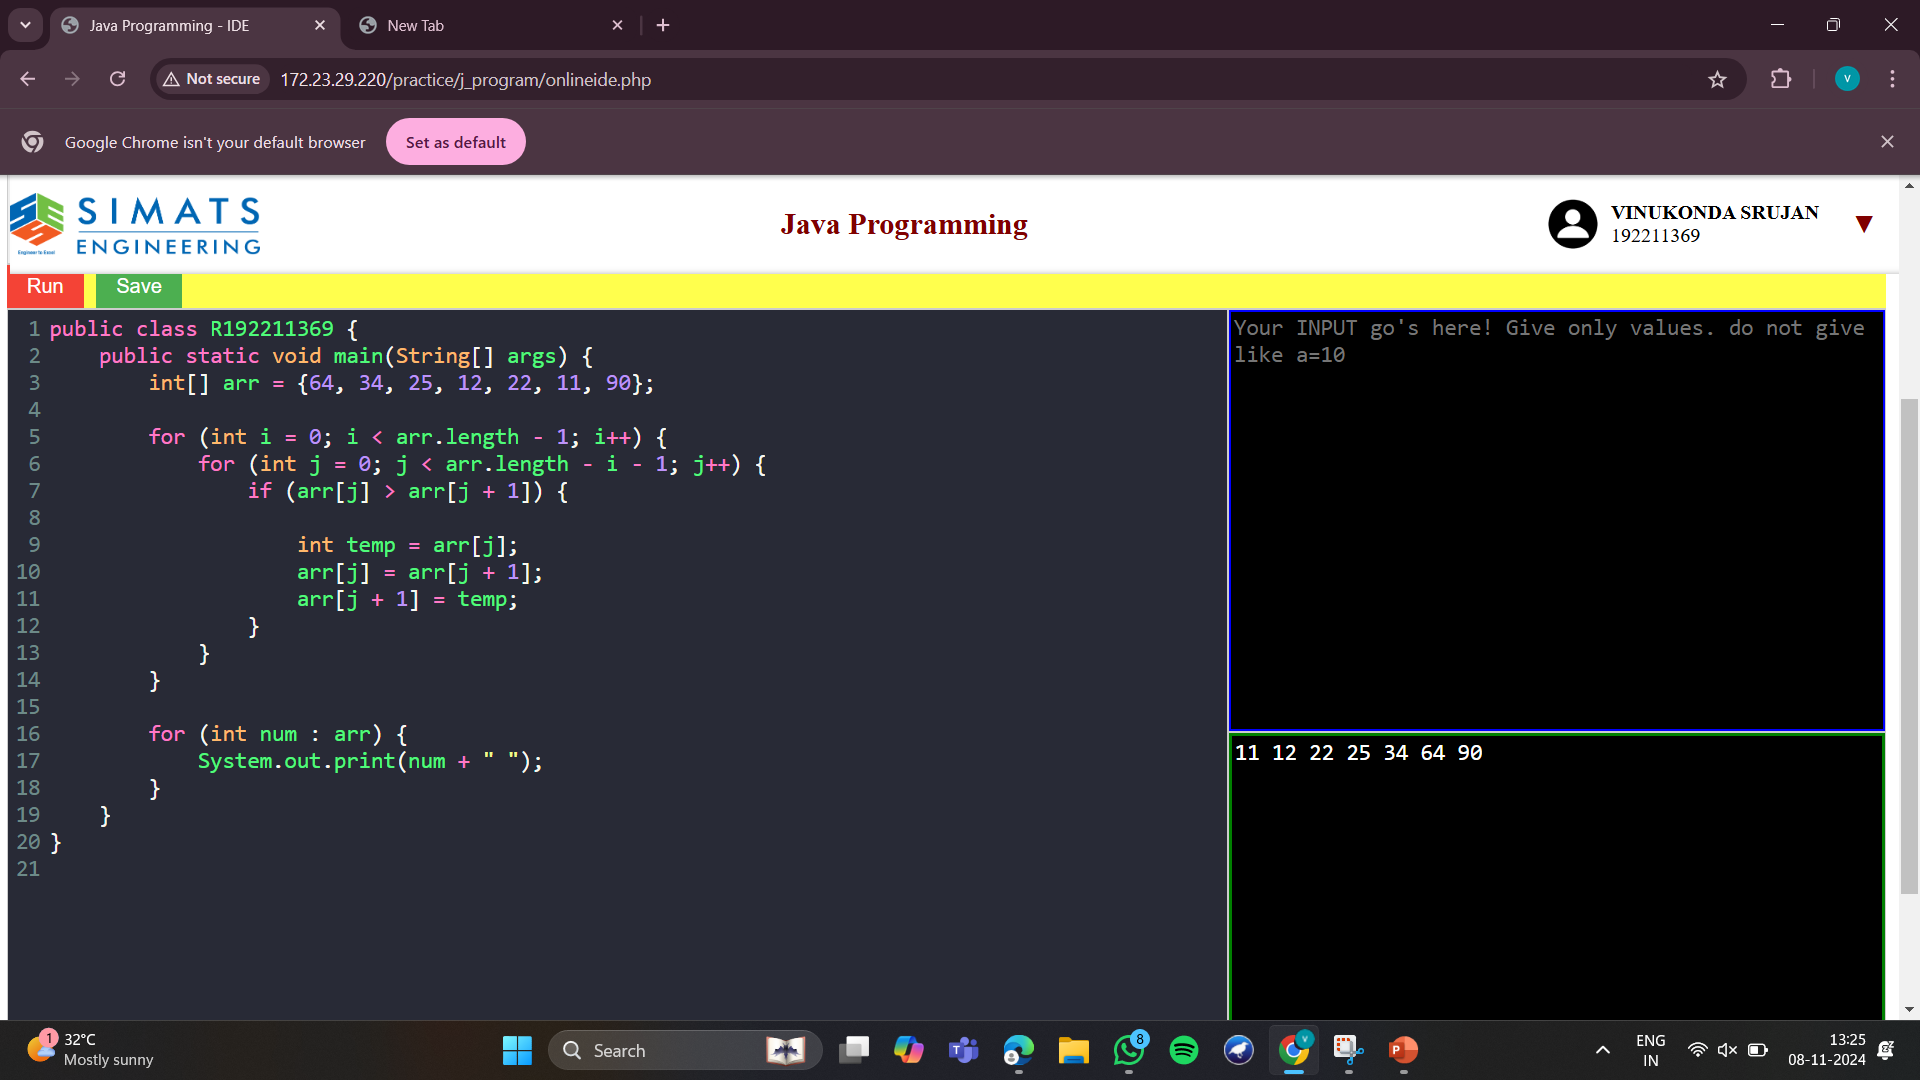 Java Programming - IDE
New Tab
Not secure
172.23.29.220/practice/j_program/onlineide.php
V
Google Chrome isn't your default browser
Set as default
SIMATS
ENGINEERING
Engineer to Excel
Java Programming
VINUKONDA SRUJAN
192211369
Run
Save
1 public class R192211369 {
2     public static void main(String[] args) {
3         int[] arr = {64, 34, 25, 12, 22, 11, 90};
4
5         for (int i = 0; i < arr.length - 1; i++) {
6             for (int j = 0; j < arr.length - i - 1; j++) {
7                 if (arr[j] > arr[j + 1]) {
8
9                     int temp = arr[j];
10                     arr[j] = arr[j + 1];
11                     arr[j + 1] = temp;
12                 }
13             }
14         }
15
16         for (int num : arr) {
17             System.out.print(num + " ");
18         }
19     }
20 }
21
Your INPUT go's here! Give only values. do not give
like a=10
11 12 22 25 34 64 90
1
32°C
Mostly sunny
Search
8
V
ENG
IN
13:25
08-11-2024